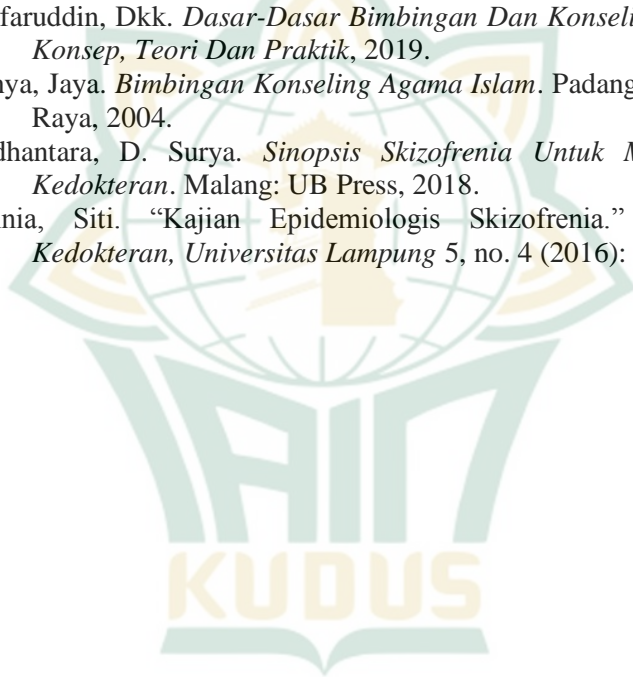 faruddin, Dkk. Dasar-Dasar Bimbingan Dan Konseli
Konsep, Teori Dan Praktik, 2019.
ya, Jaya. Bimbingan Konseling Agama Islam. Padang
Raya, 2004.
dhantara, D. Surya. Sinopsis Skizofrenia Untuk M
Kedokteran. Malang: UB Press, 2018.
nia, Siti. “Kajian Epidemiologis Skizofrenia.”
Kedokteran, Universitas Lampung 5, no. 4 (2016):
IAIN
KUDUS